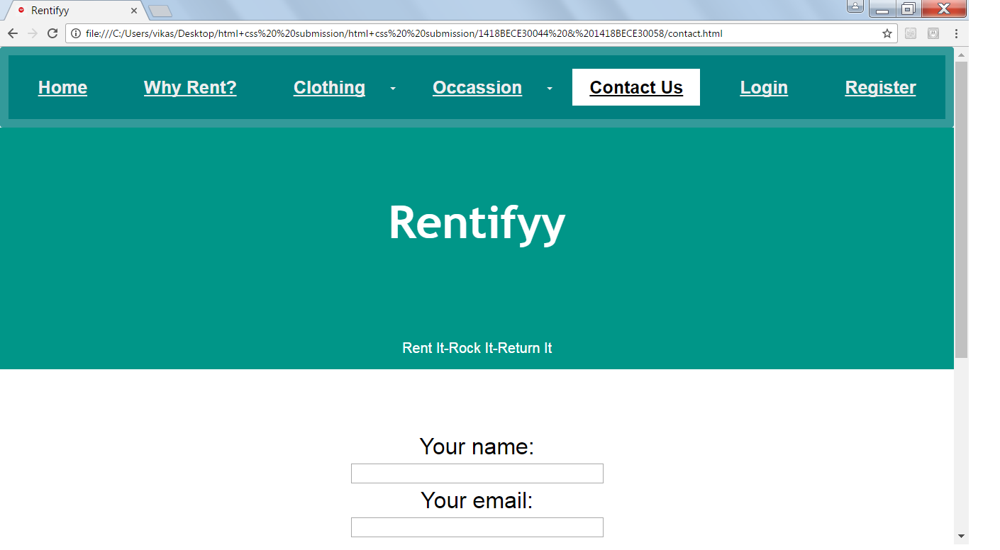 Rentifyy
file:///C:/Users/vikas/Desktop/html+css%20%20submission/html+css%20%20submission/1418BECE30044%20&%201418BECE30058/contact.html
Home Why Rent? Clothing Occassion Contact Us Login Register
Rentifyy
Rent It-Rock It-Return It
Your name:
Your email: